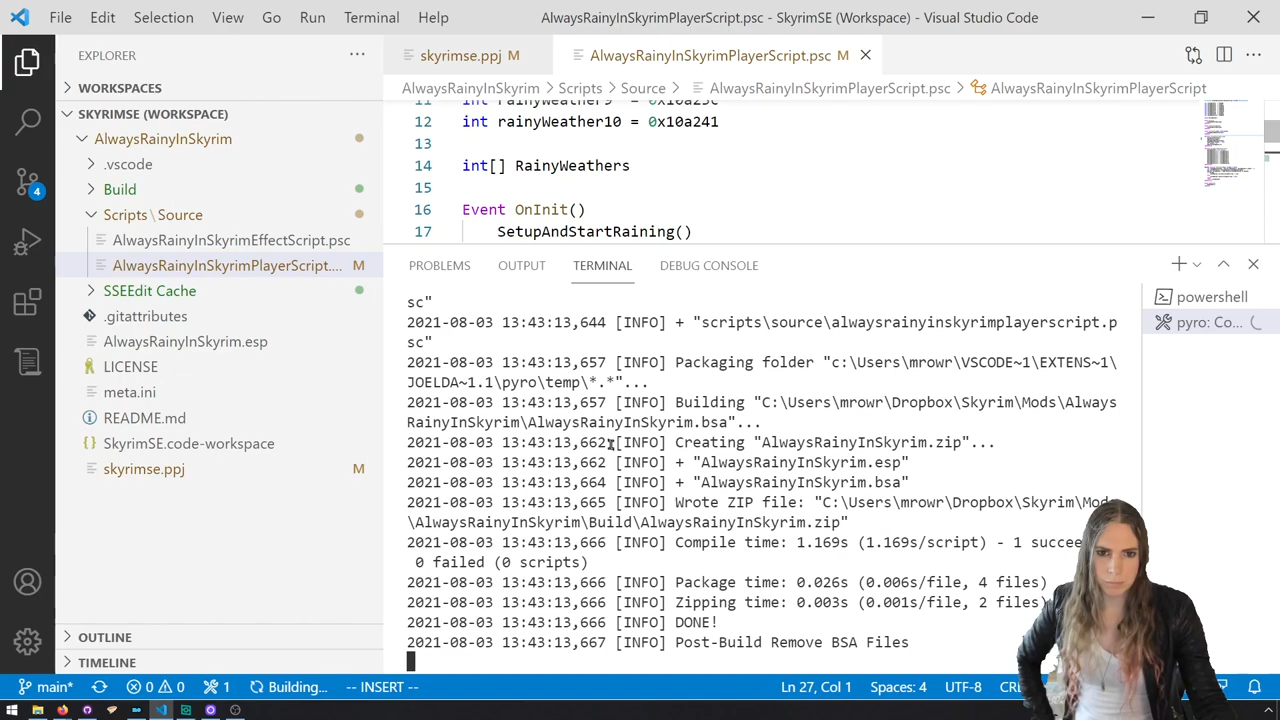 File Edit Selection View Go Run Terminal Help AlwaysRainyInSkyrimPlayerScript.psc - SkyrimSE (Workspace) - Visual Studio Code
EXPLORER
WORKSPACES
SKYRIMSE (WORKSPACE)
AlwaysRainyInSkyrim
.vscode
Build
Scripts\Source
AlwaysRainyInSkyrimEffectScript.psc
AlwaysRainyInSkyrimPlayerScript.... M
SSEEdit Cache
.gitattributes
AlwaysRainyInSkyrim.esp
LICENSE
meta.ini
README.md
SkyrimSE.code-workspace
skyrimse.ppj M
OUTLINE
TIMELINE
4
skyrimse.ppj M AlwaysRainyInSkyrimPlayerScript.psc M
AlwaysRainyInSkyrim > Scripts > Source > AlwaysRainyInSkyrimPlayerScript.psc > AlwaysRainyInSkyrimPlayerScript
11 int rainyWeather9 = 0x10a23c
12 int rainyWeather10 = 0x10a241
13
14 int[] RainyWeathers
15
16 Event OnInit()
17 SetupAndStartRaining()
PROBLEMS OUTPUT TERMINAL DEBUG CONSOLE
sc"
2021-08-03 13:43:13,644 [INFO] + "scripts\source\alwaysrainyinskyrimplayerscript.p
sc"
2021-08-03 13:43:13,657 [INFO] Packaging folder "c:\Users\mrowr\VSCODE~1\EXTENS~1\
JOELDA~1.1\pyro\temp\*.*"...
2021-08-03 13:43:13,657 [INFO] Building "C:\Users\mrowr\Dropbox\Skyrim\Mods\Always
RainyInSkyrim\AlwaysRainyInSkyrim.bsa"...
2021-08-03 13:43:13,662 [INFO] Creating "AlwaysRainyInSkyrim.zip"...
2021-08-03 13:43:13,662 [INFO] + "AlwaysRainyInSkyrim.esp"
2021-08-03 13:43:13,664 [INFO] + "AlwaysRainyInSkyrim.bsa"
2021-08-03 13:43:13,665 [INFO] Wrote ZIP file: "C:\Users\mrowr\Dropbox\Skyrim\Mods
\AlwaysRainyInSkyrim\Build\AlwaysRainyInSkyrim.zip"
2021-08-03 13:43:13,666 [INFO] Compile time: 1.169s (1.169s/script) - 1 succee
0 failed (0 scripts)
2021-08-03 13:43:13,666 [INFO] Package time: 0.026s (0.006s/file, 4 files)
2021-08-03 13:43:13,666 [INFO] Zipping time: 0.003s (0.001s/file, 2 files)
2021-08-03 13:43:13,666 [INFO] DONE!
2021-08-03 13:43:13,667 [INFO] Post-Build Remove BSA Files
powershell
pyro: Co...
main* 0 0 1 Building... -- INSERT -- Ln 27, Col 1 Spaces: 4 UTF-8